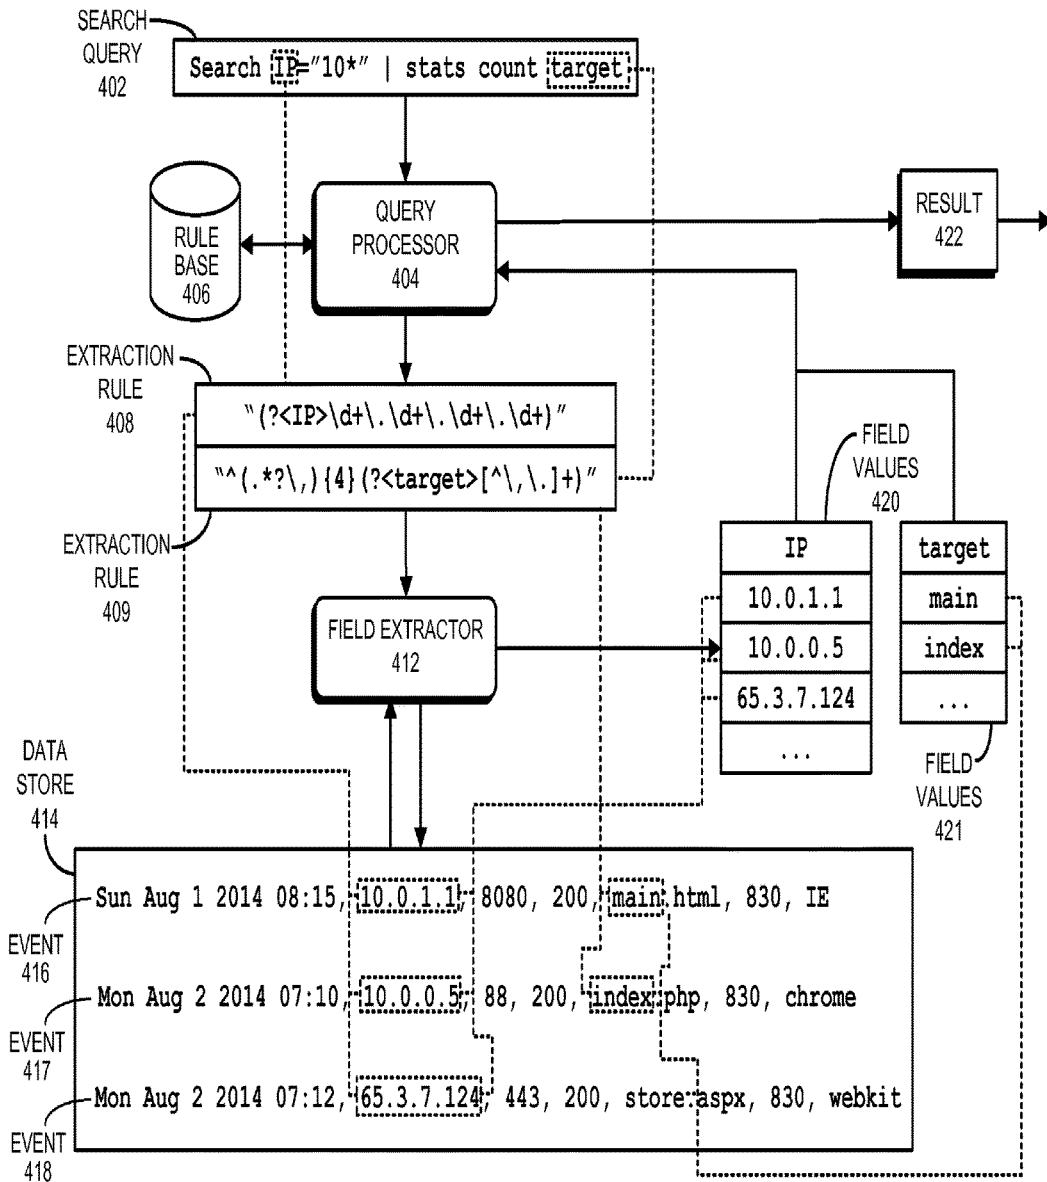 SEARCH
QUERY
402
Search IP="10*" | stats count target
RULE
BASE
406
QUERY
PROCESSOR
404
RESULT
422
EXTRACTION
RULE
408
"(?<IP>\d+\.\d+\.\d+\.\d+)"
"^(.*?\,){4}(?<target>[^\,\.]+)"
EXTRACTION
RULE
409
FIELD
VALUES
420
FIELD EXTRACTOR
412
IP
10.0.1.1
10.0.0.5
65.3.7.124
...
target
main
index
...
FIELD
VALUES
421
DATA
STORE
414
Sun Aug 1 2014 08:15, 10.0.1.1, 8080, 200, main.html, 830, IE
EVENT
416
Mon Aug 2 2014 07:10, 10.0.0.5, 88, 200, index.php, 830, chrome
EVENT
417
Mon Aug 2 2014 07:12, 65.3.7.124, 443, 200, store.aspx, 830, webkit
EVENT
418